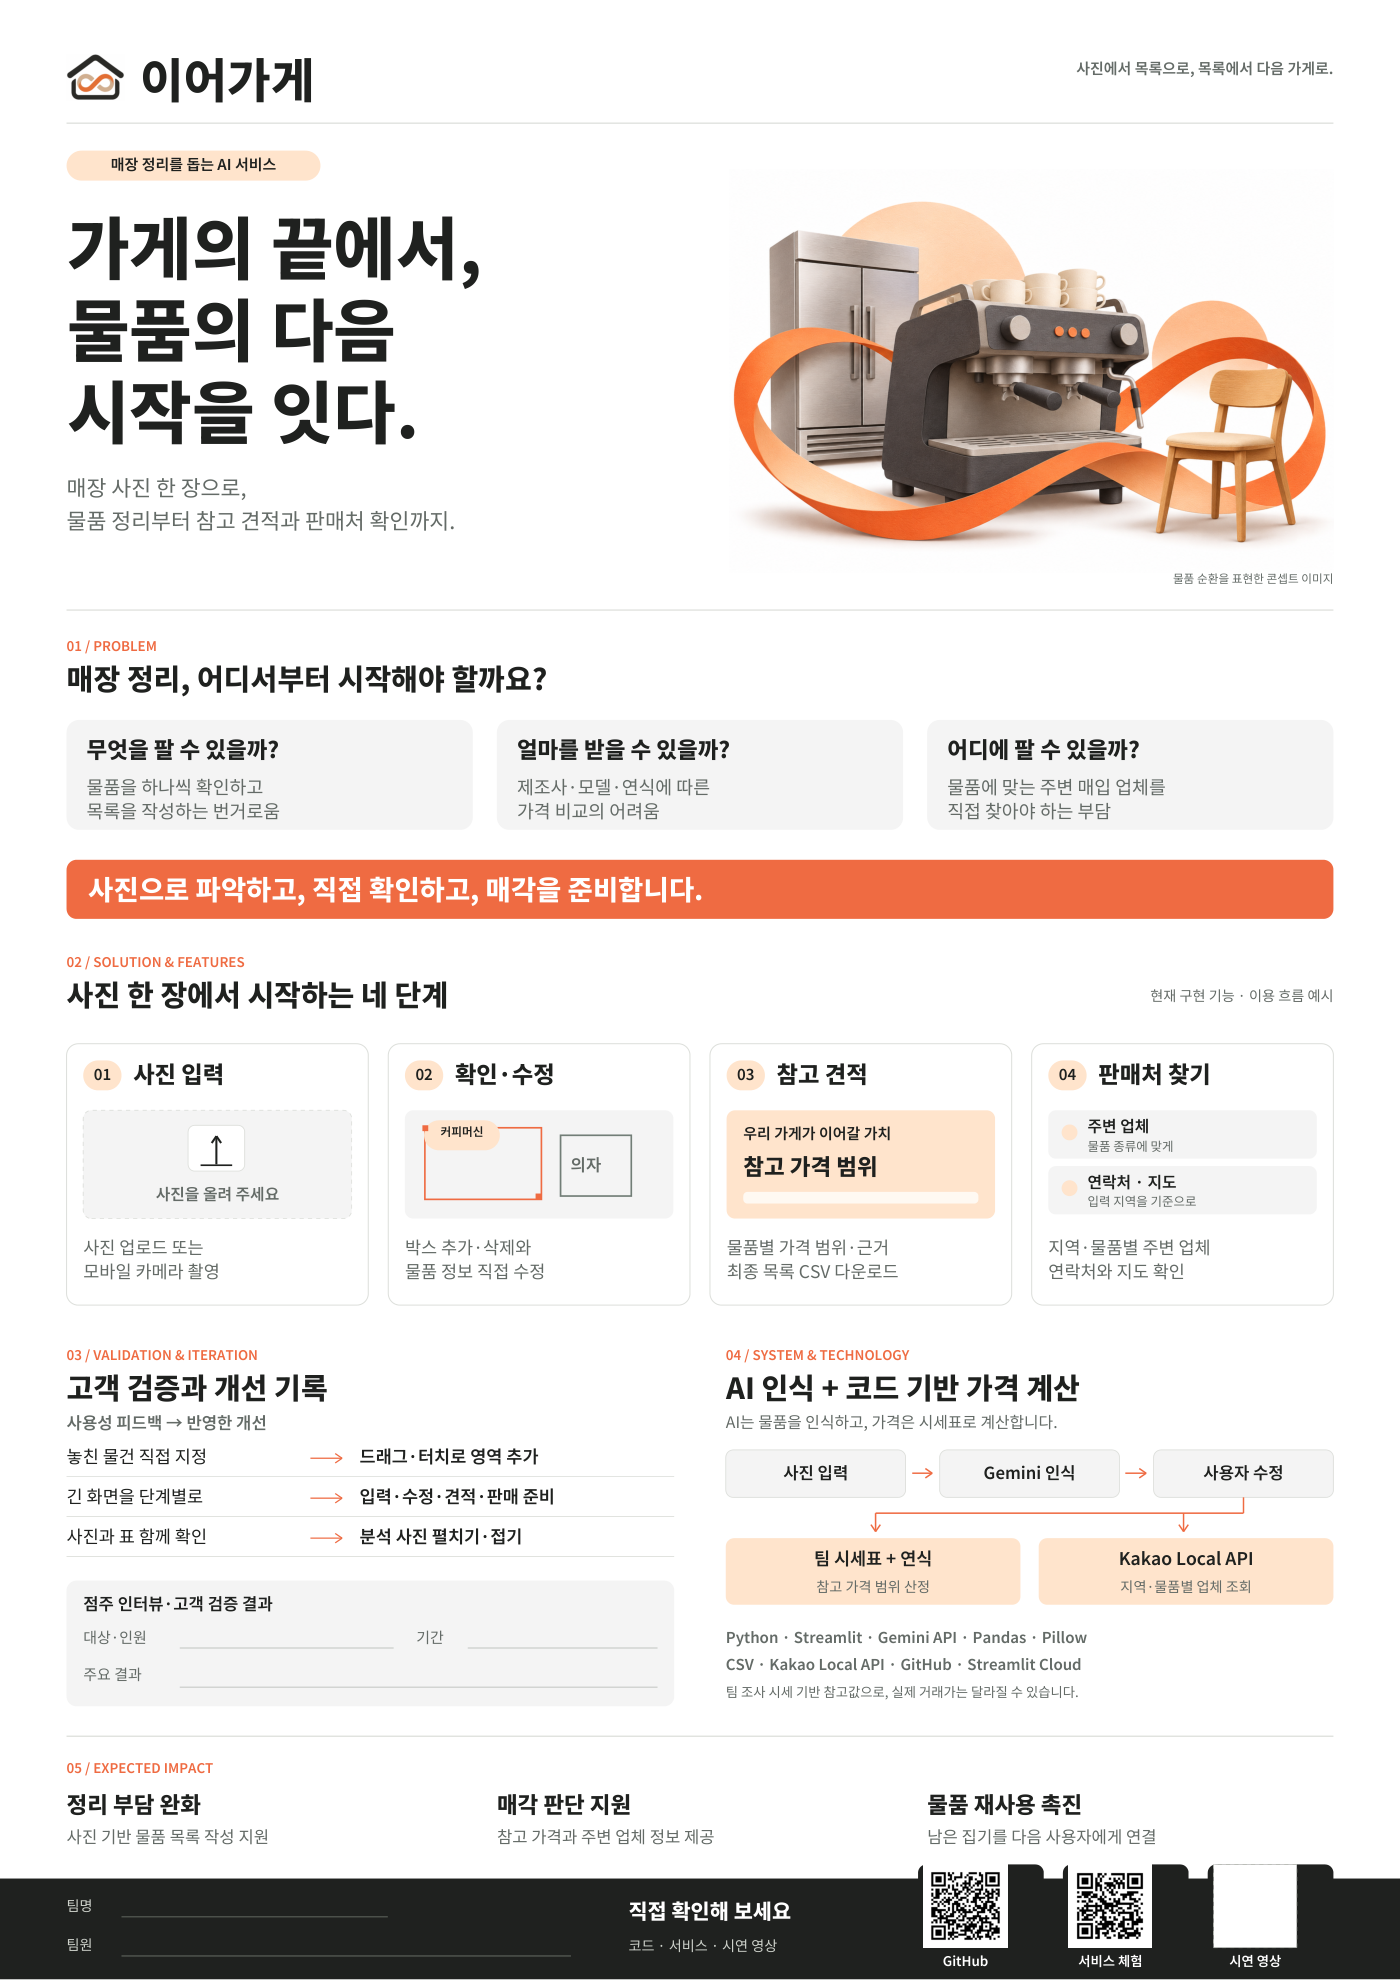 이어가게
사진에서 목록으로, 목록에서 다음 가게로.
매장 정리를 돕는 AI 서비스
가게의 끝에서,
물품의 다음
시작을 잇다.
매장 사진 한 장으로,
물품 정리부터 참고 견적과 판매처 확인까지.
물품 순환을 표현한 콘셉트 이미지
01 / PROBLEM
매장 정리, 어디서부터 시작해야 할까요?
무엇을 팔 수 있을까?
물품을 하나씩 확인하고
목록을 작성하는 번거로움
얼마를 받을 수 있을까?
제조사·모델·연식에 따른
가격 비교의 어려움
어디에 팔 수 있을까?
물품에 맞는 주변 매입 업체를
직접 찾아야 하는 부담
사진으로 파악하고, 직접 확인하고, 매각을 준비합니다.
02 / SOLUTION & FEATURES
사진 한 장에서 시작하는 네 단계
현재 구현 기능 · 이용 흐름 예시
01 사진 입력
사진을 올려 주세요
사진 업로드 또는
모바일 카메라 촬영
02 확인·수정
커피머신
의자
박스 추가·삭제와
물품 정보 직접 수정
03 참고 견적
우리 가게가 이어갈 가치
참고 가격 범위
물품별 가격 범위·근거
최종 목록 CSV 다운로드
04 판매처 찾기
주변 업체
물품 종류에 맞게
연락처 · 지도
입력 지역을 기준으로
지역·물품별 주변 업체
연락처와 지도 확인
03 / VALIDATION & ITERATION
고객 검증과 개선 기록
사용성 피드백 → 반영한 개선
놓친 물건 직접 지정 → 드래그·터치로 영역 추가
긴 화면을 단계별로 → 입력·수정·견적·판매 준비
사진과 표 함께 확인 → 분석 사진 펼치기·접기
점주 인터뷰·고객 검증 결과
대상·인원 기간
주요 결과
04 / SYSTEM & TECHNOLOGY
AI 인식 + 코드 기반 가격 계산
AI는 물품을 인식하고, 가격은 시세표로 계산합니다.
사진 입력 → Gemini 인식 → 사용자 수정
팀 시세표 + 연식
참고 가격 범위 산정
Kakao Local API
지역·물품별 업체 조회
Python · Streamlit · Gemini API · Pandas · Pillow
CSV · Kakao Local API · GitHub · Streamlit Cloud
팀 조사 시세 기반 참고값으로, 실제 거래가는 달라질 수 있습니다.
05 / EXPECTED IMPACT
정리 부담 완화
사진 기반 물품 목록 작성 지원
매각 판단 지원
참고 가격과 주변 업체 정보 제공
물품 재사용 촉진
남은 집기를 다음 사용자에게 연결
팀명
팀원
직접 확인해 보세요
코드 · 서비스 · 시연 영상
GitHub
서비스 체험
시연 영상